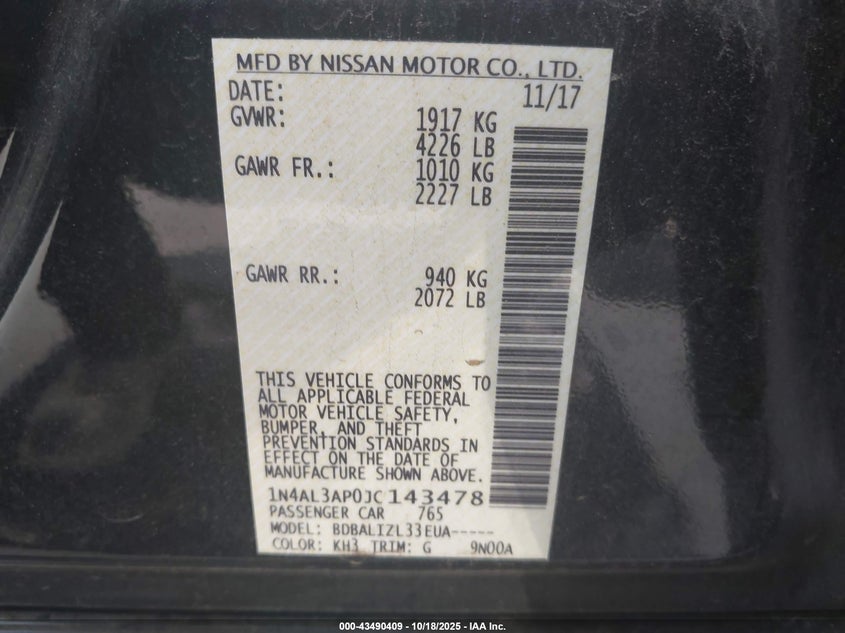 MFD BY NISSAN MOTOR CO., LTD.
DATE: 11/17
GVWR: 1917 KG
4226 LB
GAWR FR.: 1010 KG
2227 LB
GAWR RR.: 940 KG
2072 LB
THIS VEHICLE CONFORMS TO
ALL APPLICABLE FEDERAL
MOTOR VEHICLE SAFETY,
BUMPER, AND THEFT
PREVENTION STANDARDS IN
EFFECT ON THE DATE OF
MANUFACTURE SHOWN ABOVE.
1N4AL3AP0JC143478
PASSENGER CAR 765
MODEL: BDBALIZL33EUA-----
COLOR: KH3 TRIM: G 9N00A
000-43490409 - 10/18/2025 - IAA Inc.